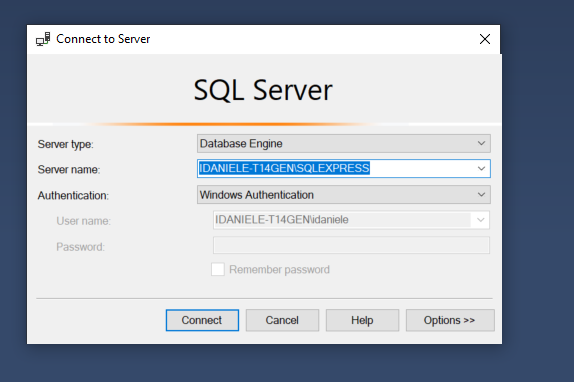 Connect to Server
SQL Server
Server type: Database Engine
Server name: IDANIELE-T14GEN\SQLEXPRESS
Authentication: Windows Authentication
User name: IDANIELE-T14GEN\idaniele
Password:
Remember password
Connect Cancel Help Options >>